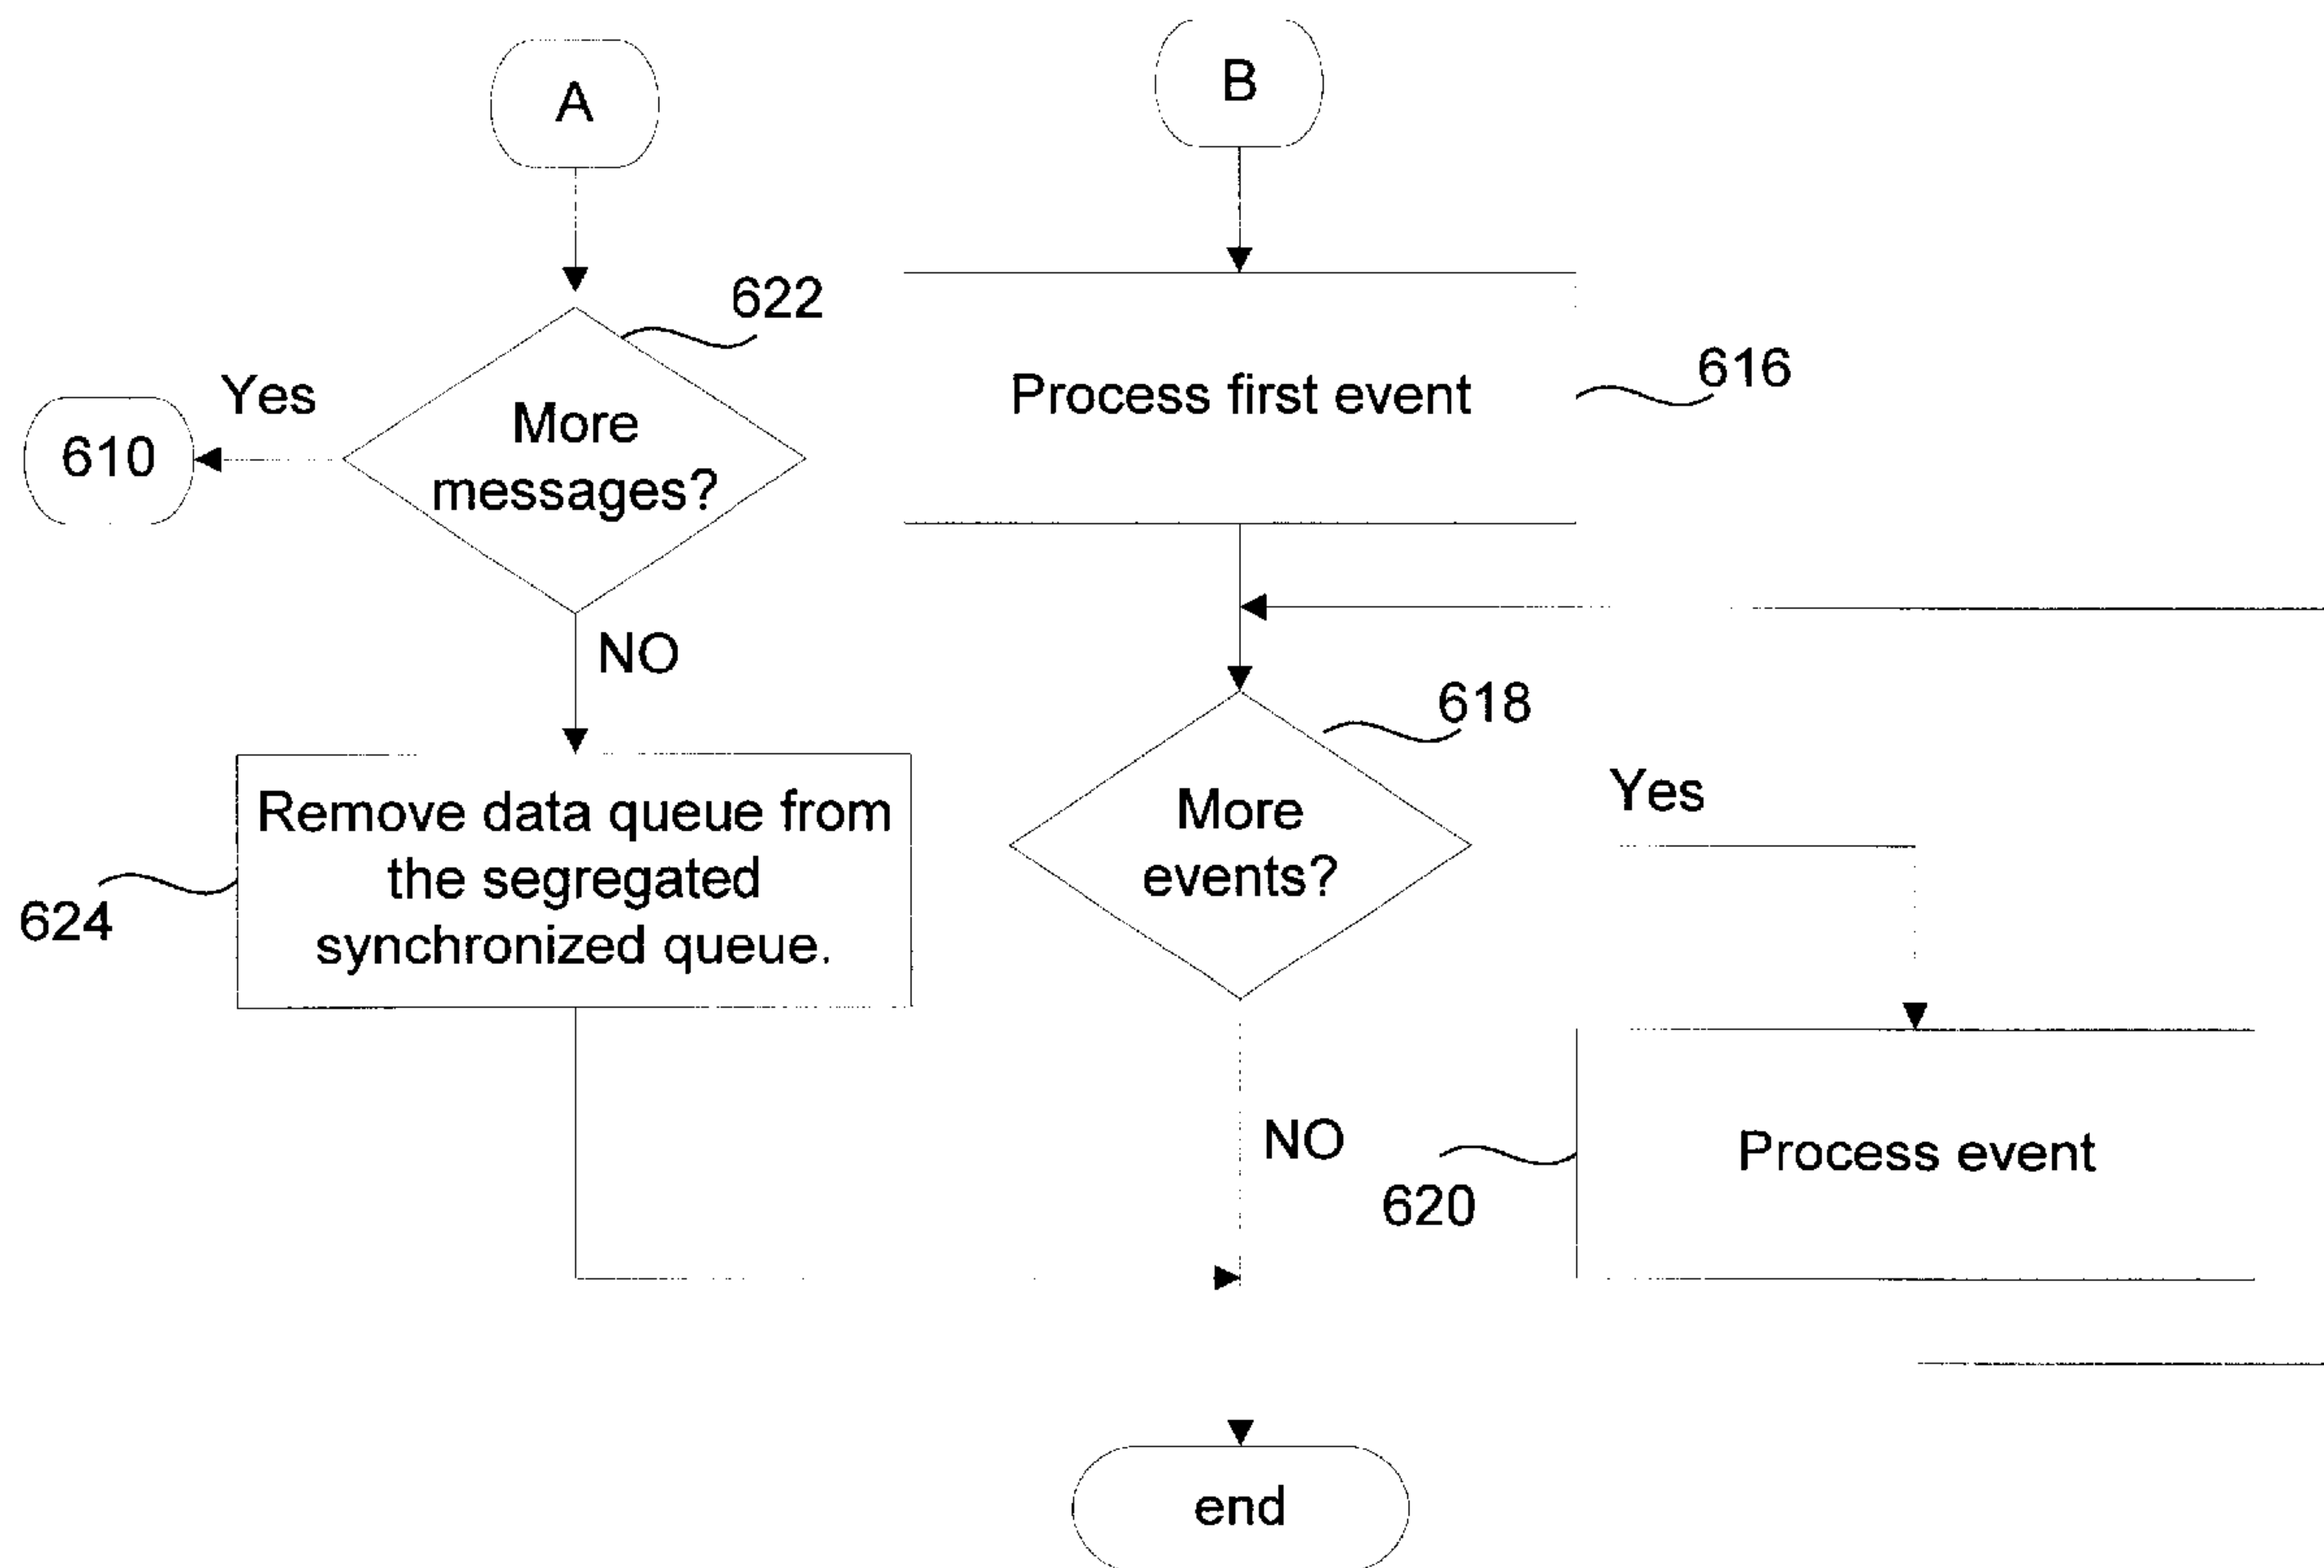 A
B
622
616
Yes
Process first event
610
More
messages?
NO
618
Yes
Remove data queue from
the segregated
synchronized queue.
624
More
events?
NO
620
Process event
end